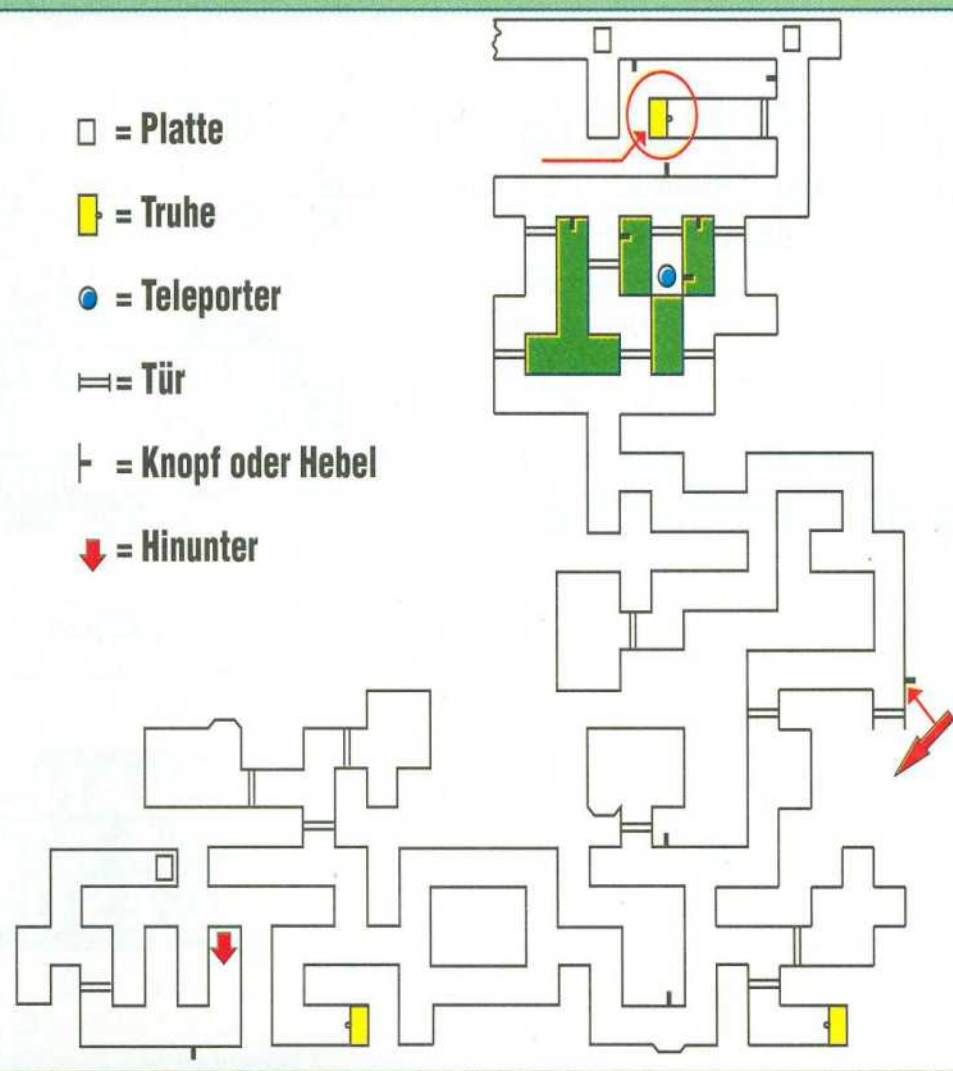 = Platte
= Truhe
= Teleporter
= Tür
= Knopf oder Hebel
= Hinunter